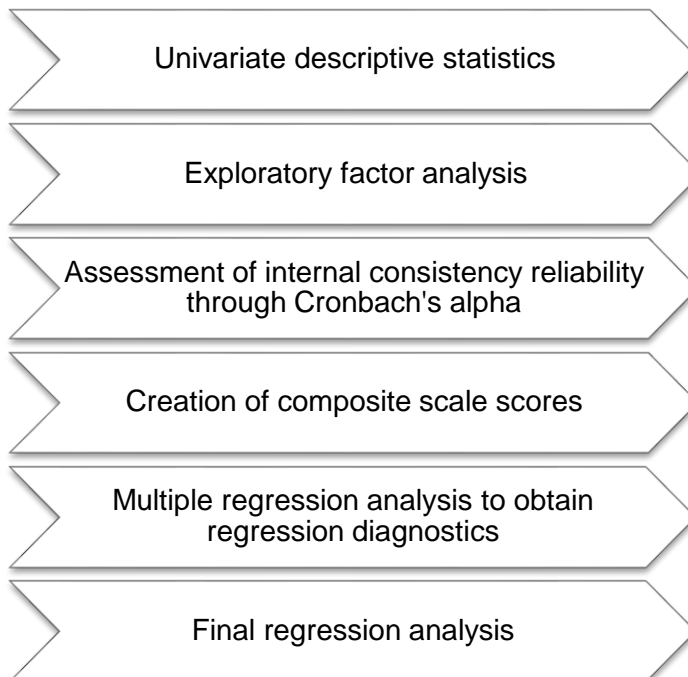 Univariate descriptive statistics
Exploratory factor analysis
Assessment of internal consistency reliability
through Cronbach's alpha
Creation of composite scale scores
Multiple regression analysis to obtain
regression diagnostics
Final regression analysis